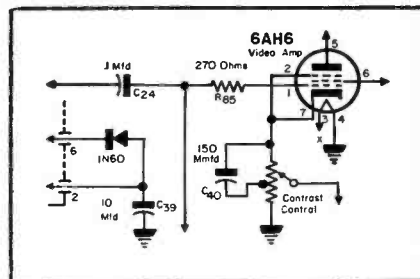 6AH6
Video Amp
5
.1 Mfd
270 Ohms
2
6
1
C24
R85
7
3
4
X
6
1N60
150
Mmfd
2
10
Mfd
C39
C40
Contrast
Control